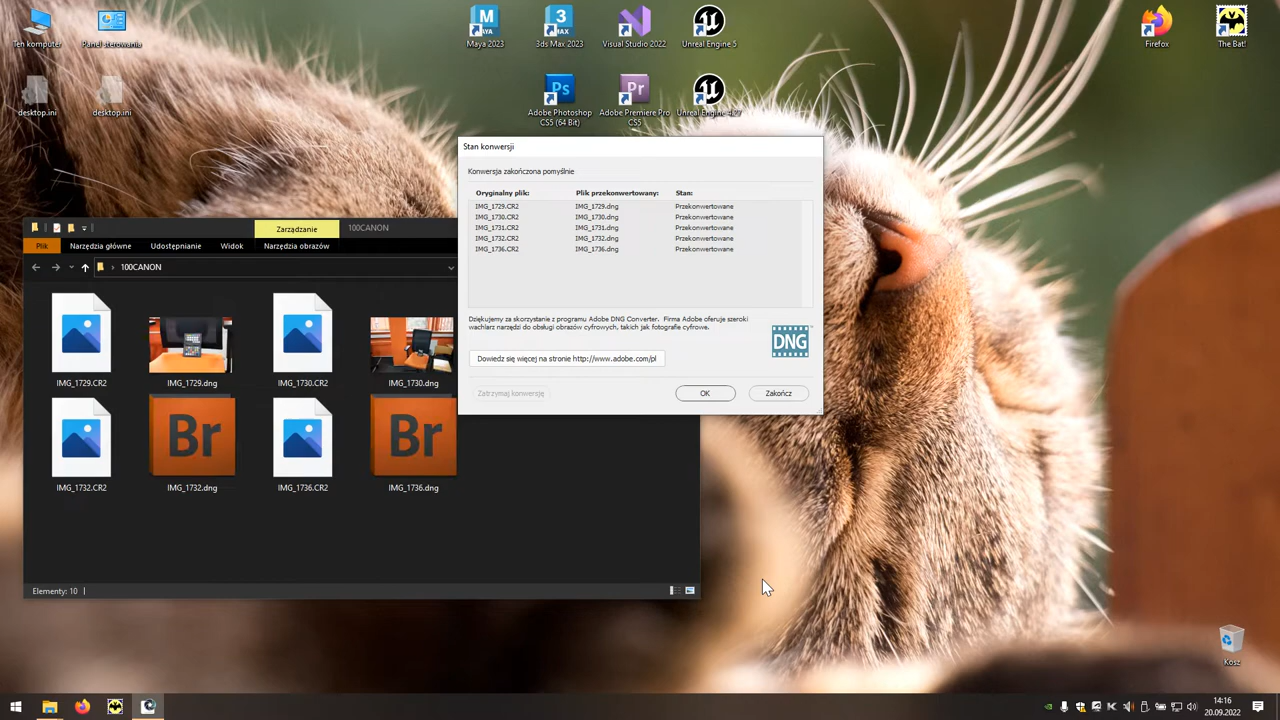 Ten komputer
Panel sterowania
Maya 2023
3ds Max 2023
Visual Studio 2022
Unreal Engine 5
Firefox
The Bat!
desktop.ini
desktop.ini
Adobe Photoshop CS5 (64 Bit)
Adobe Premiere Pro CS5
Unreal Engine 4.27
Stan konwersji
Konwersja zakończona pomyślnie
Oryginalny plik: Plik przekonwertowany: Stan:
IMG_1729.CR2 IMG_1729.dng Przekonwertowane
IMG_1730.CR2 IMG_1730.dng Przekonwertowane
IMG_1731.CR2 IMG_1731.dng Przekonwertowane
IMG_1732.CR2 IMG_1732.dng Przekonwertowane
IMG_1736.CR2 IMG_1736.dng Przekonwertowane
Dziękujemy za skorzystanie z programu Adobe DNG Converter. Firma Adobe oferuje szeroki
wachlarz narzędzi do obsługi obrazów cyfrowych, takich jak fotografie cyfrowe.
DNG
Dowiedz się więcej na stronie http://www.adobe.com/pl
Zatrzymaj konwersję
OK
Zakończ
Zarządzanie
100CANON
Plik
Narzędzia główne
Udostępnianie
Widok
Narzędzia obrazów
100CANON
IMG_1729.CR2
IMG_1729.dng
IMG_1730.CR2
IMG_1730.dng
Br
Br
IMG_1732.CR2
IMG_1732.dng
IMG_1736.CR2
IMG_1736.dng
Elementy: 10
Kosz
14:16
20.09.2022